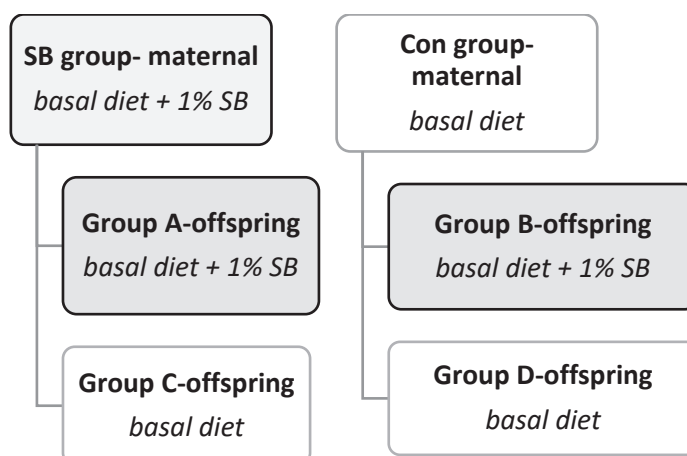 SB group- maternal
basal diet + 1% SB
Group A-offspring
basal diet + 1% SB
Group C-offspring
basal diet
Con group-
maternal
basal diet
Group B-offspring
basal diet + 1% SB
Group D-offspring
basal diet